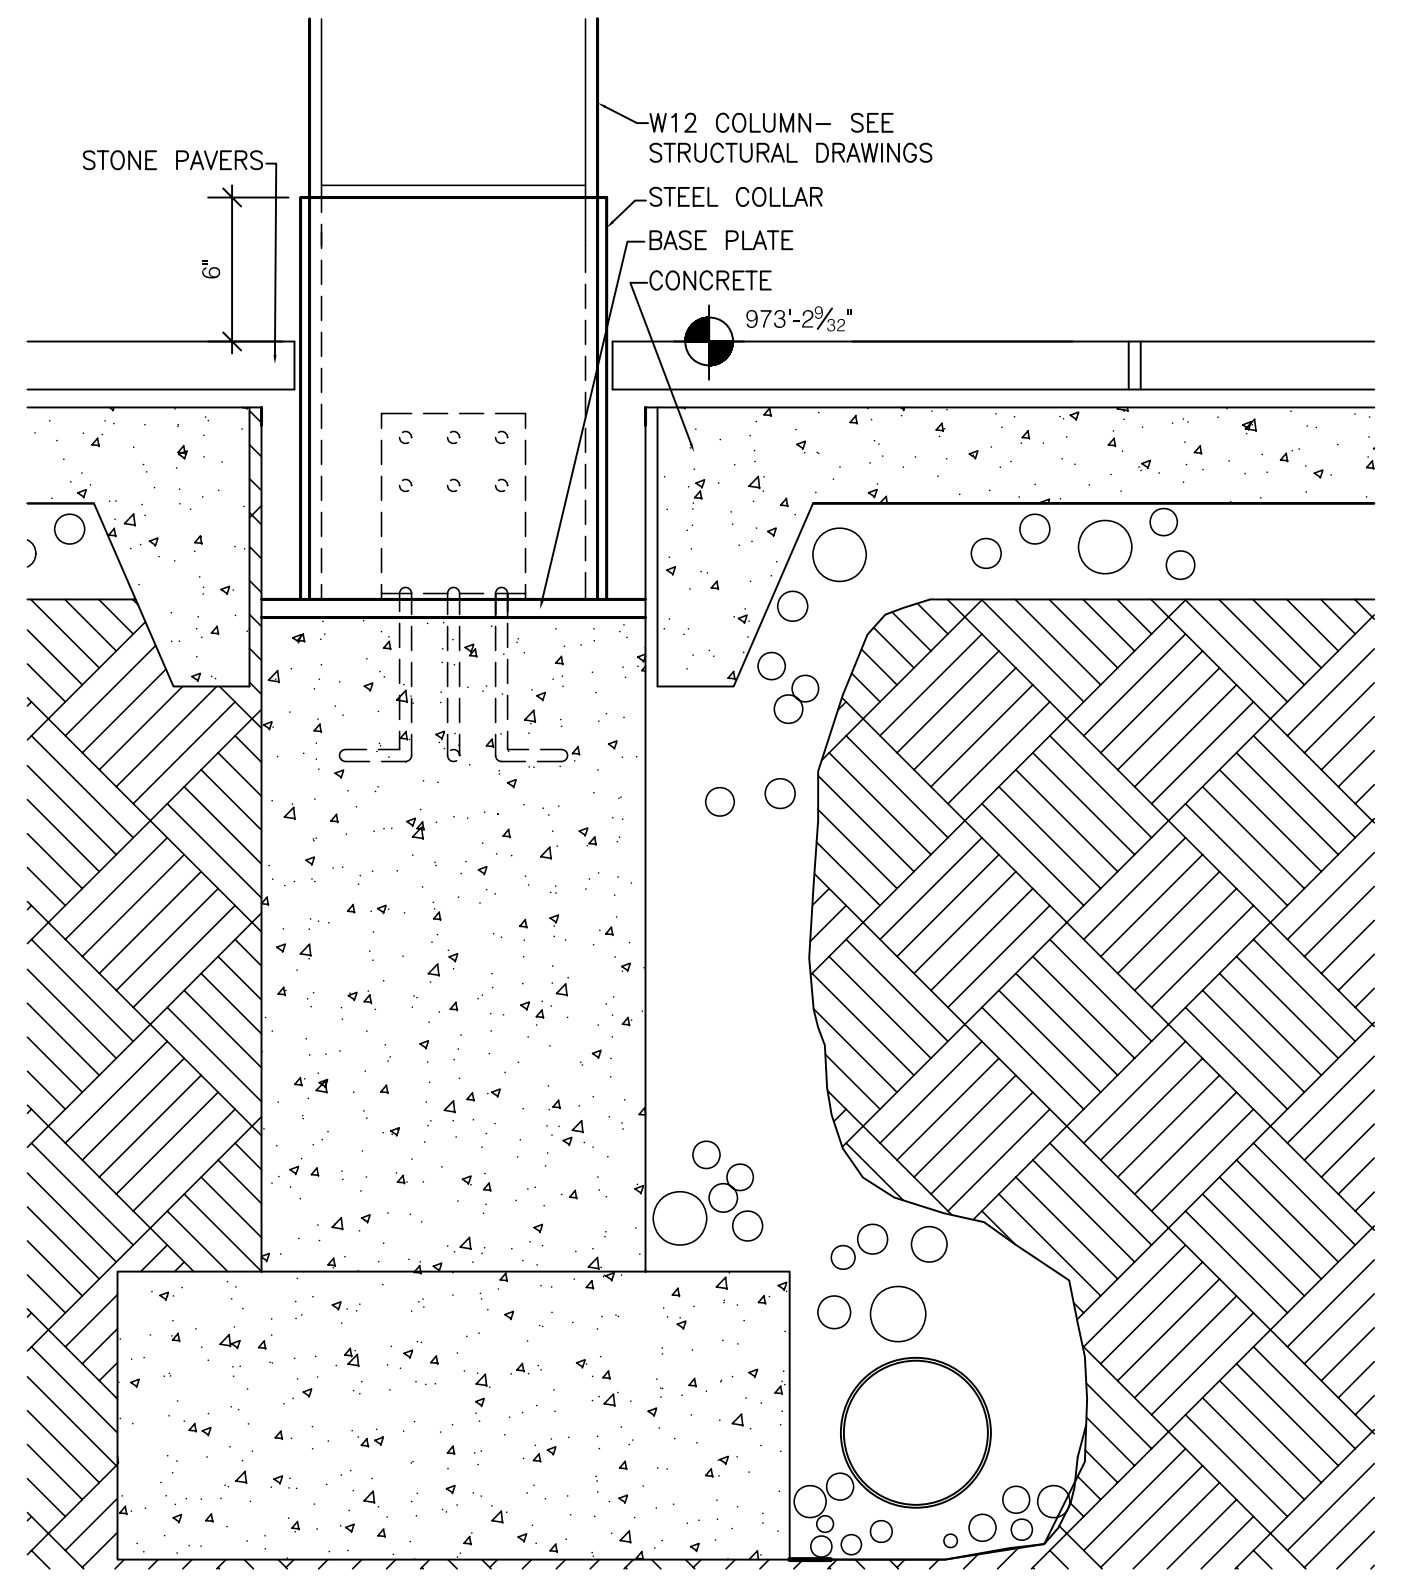 W12 COLUMN- SEE
STRUCTURAL DRAWINGS
STONE PAVERS
STEEL COLLAR
BASE PLATE
6"
CONCRETE
973'-2 9/32"